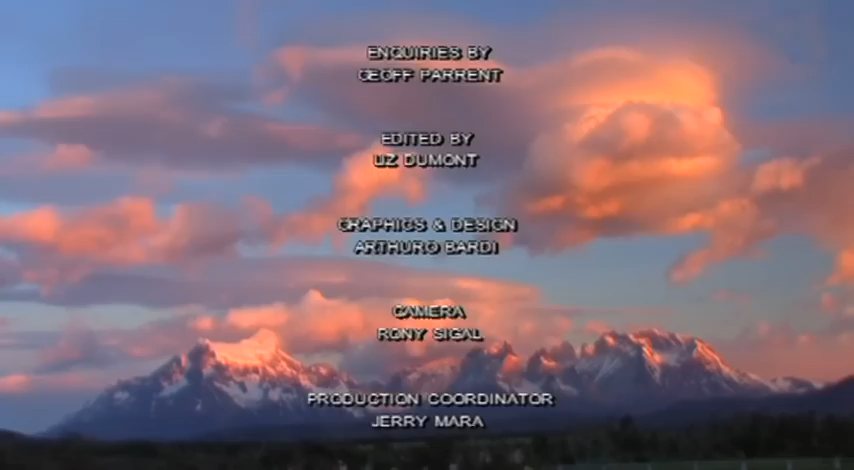 ENQUIRIES BY
GEOFF PARRENT
EDITED BY
LIZ DUMONT
GRAPHICS & DESIGN
ARTHURO BARDI
CAMERA
RONY SIGAL
PRODUCTION COORDINATOR
JERRY MARA